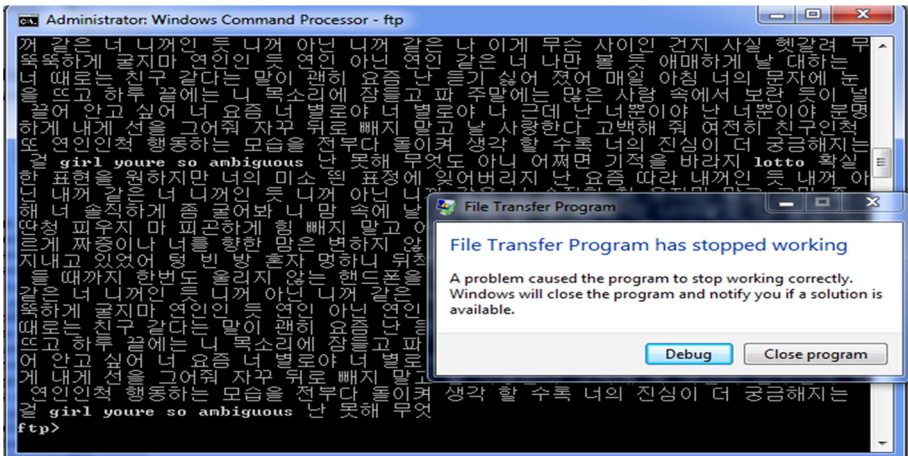 Administrator: Windows Command Processor - ftp
꺼 같은 너 니꺼인 듯 니꺼 아닌 니꺼 같은 나 이게 무슨 사이인 건지 사실 헷갈려 무
뚝뚝하게 굴지마 연인인 듯 연인 아닌 연인 같은 너 나만 볼 듯 애매하게 날 대하는
너 때로는 친구 같다는 말이 괜히 요즘 난 듣기 싫어 졌어 매일 아침 너의 문자에 눈
을 뜨고 하루 끝에는 니 목소리에 잠들고 파 주말에는 많은 사람 속에서 보란 듯이 널
끌어 안고 싶어 너 요즘 너 별로야 너 별로야 나 근데 난 너뿐이야 난 너뿐이야 분명
하게 내게 선을 그어줘 자꾸 뒤로 빼지 말고 날 사랑한다 고백해 줘 여전히 친구인척
또 연인인척 행동하는 모습을 전부다 돌이켜 생각 할 수록 너의 진심이 더 궁금해지는
걸 girl youre so ambiguous 난 못해 무엇도 아니 어쩌면 기적을 바라지 lotto 확실
한 표현을 원하지만 너의 미소 띈 표정에 잊어버리지 난 요즘 따라 내꺼인 듯 내꺼 아
닌 내꺼 같은 너 니꺼인 듯 니꺼 아닌 니
해 너 솔직하게 좀 굴어봐 니 맘 속에 날
딴청 피우지 마 피곤하게 힘 빼지 말고 어
르게 짜증이나 너를 향한 맘은 변하지 않
지내고 있었어 텅 빈 방 혼자 멍하니 뒤척
들 때까지 한번도 울리지 않는 핸드폰을
같은 너 니꺼인 듯 니꺼 아닌 니꺼 같은
뚝하게 굴지마 연인인 듯 연인 아닌 연인
때로는 친구 같다는 말이 괜히 요즘 난 듣
뜨고 하루 끝에는 니 목소리에 잠들고 파
어 안고 싶어 너 요즘 너 별로야 너 별로
게 내게 선을 그어줘 자꾸 뒤로 빼지 말고
연인인척 행동하는 모습을 전부다 돌이켜 생각 할 수록 너의 진심이 더 궁금해지는
걸 girl youre so ambiguous 난 못해 무엇
ftp>
File Transfer Program
File Transfer Program has stopped working
A problem caused the program to stop working correctly.
Windows will close the program and notify you if a solution is
available.
Debug
Close program